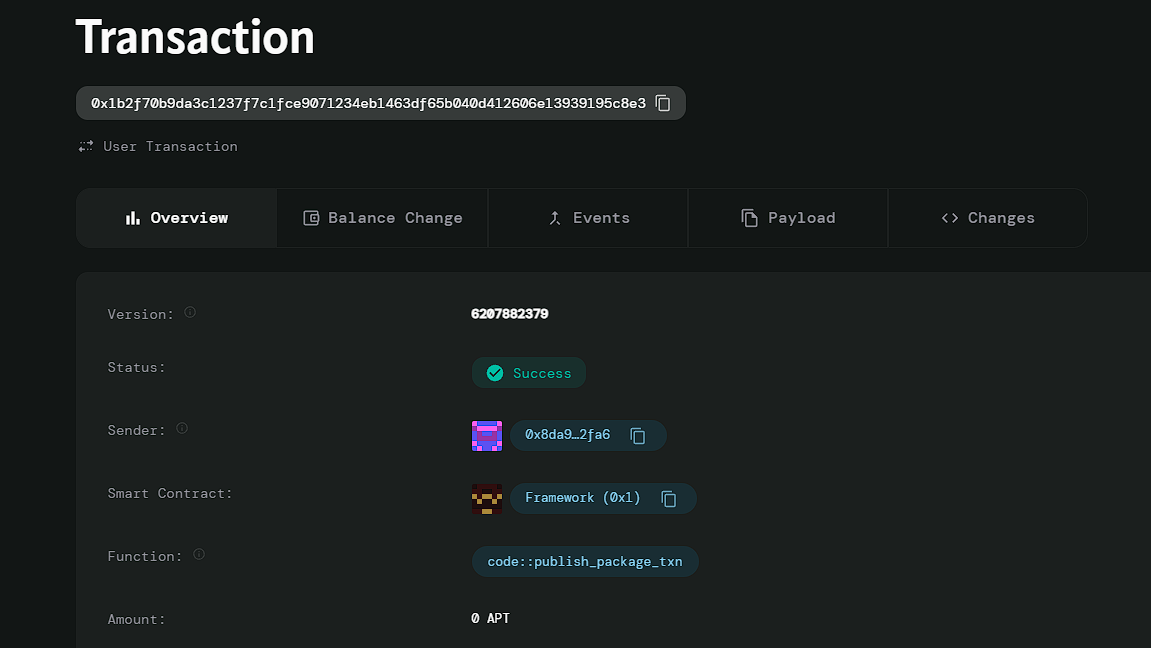 Transaction
0x1b2f70b9da3c1237f7c1fce9071234eb1463df65b040d412606e13939195c8e3
User Transaction
Overview
Balance Change
Events
Payload
Changes
Version: 6207882379
Status: Success
Sender: 0x8da9…2fa6
Smart Contract: Framework (0x1)
Function: code::publish_package_txn
Amount: 0 APT